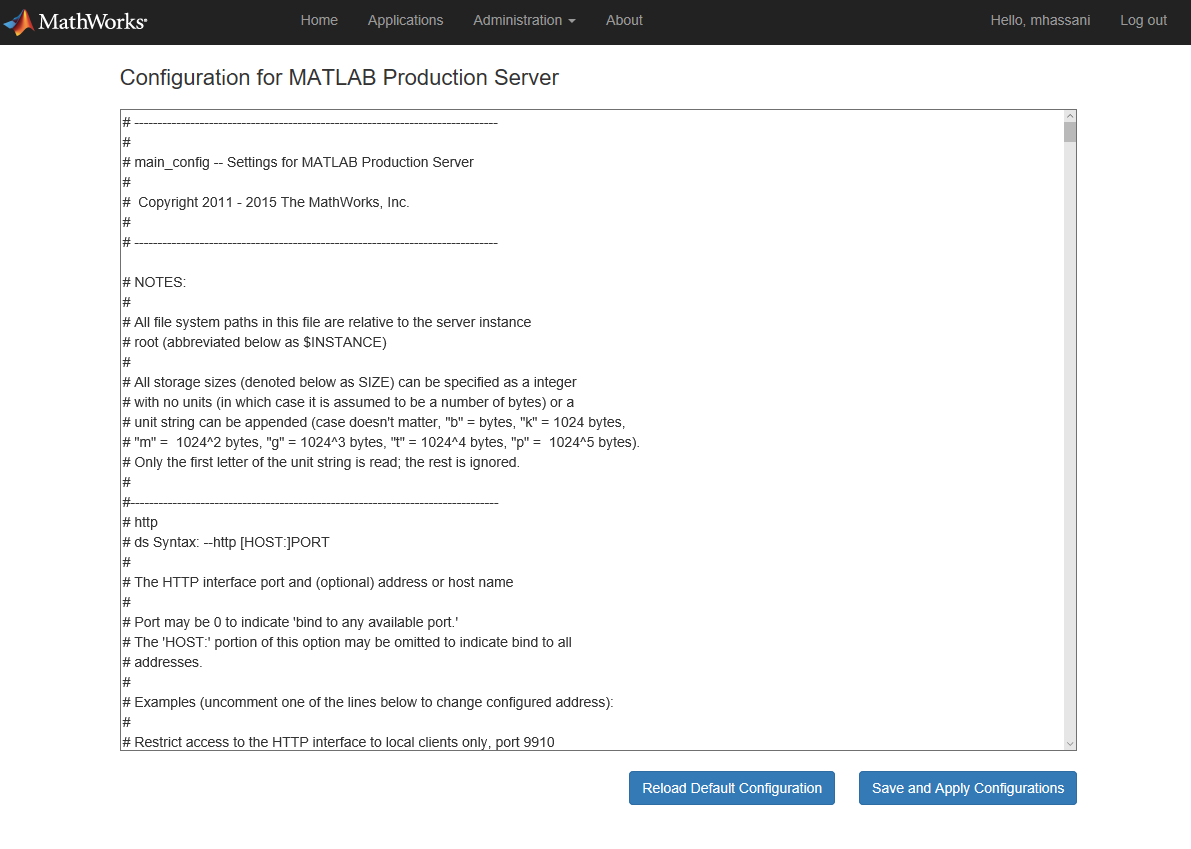 MathWorks® Home Applications Administration About Hello, mhassani Log out
Configuration for MATLAB Production Server
# -----------------------------------------------------------------------------
#
# main_config -- Settings for MATLAB Production Server
#
#  Copyright 2011 - 2015 The MathWorks, Inc.
#
# -----------------------------------------------------------------------------
# NOTES:
#
# All file system paths in this file are relative to the server instance
# root (abbreviated below as $INSTANCE)
#
# All storage sizes (denoted below as SIZE) can be specified as a integer
# with no units (in which case it is assumed to be a number of bytes) or a
# unit string can be appended (case doesn't matter, "b" = bytes, "k" = 1024 bytes,
# "m" =  1024^2 bytes, "g" = 1024^3 bytes, "t" = 1024^4 bytes, "p" =  1024^5 bytes).
# Only the first letter of the unit string is read; the rest is ignored.
#
#------------------------------------------------------------------------------
# http
# ds Syntax: --http [HOST:]PORT
#
# The HTTP interface port and (optional) address or host name
#
# Port may be 0 to indicate 'bind to any available port.'
# The 'HOST:' portion of this option may be omitted to indicate bind to all
# addresses.
#
# Examples (uncomment one of the lines below to change configured address):
#
# Restrict access to the HTTP interface to local clients only, port 9910
Reload Default Configuration Save and Apply Configurations